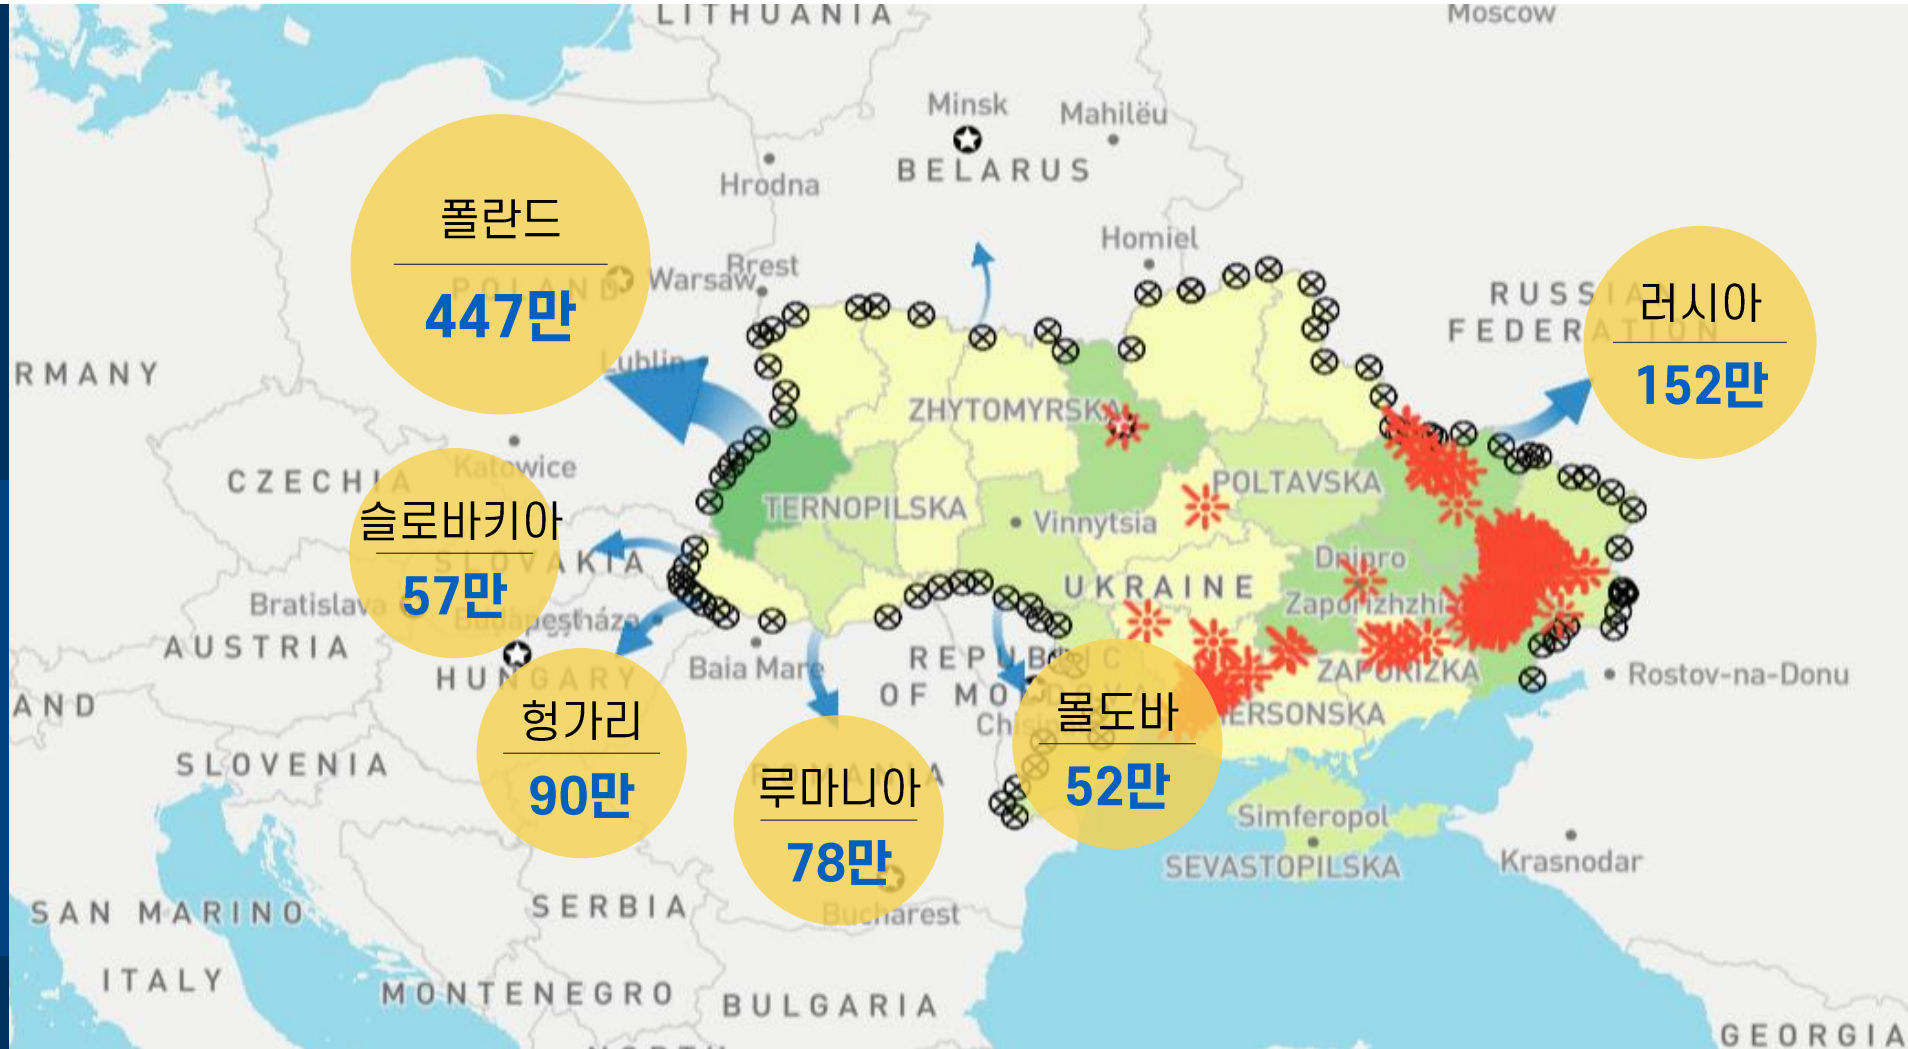 LITHUANIA
Moscow
Minsk
Mahilëu
BELARUS
Hrodna
Homiel
Brest
Warsaw
폴란드
POLAND
447만
Lublin
RUSSIAN
FEDERATION
러시아
152만
RMANY
ZHYTOMYRSKA
Katowice
CZECHIA
POLTAVSKA
TERNOPILSKA
Vinnytsia
슬로바키아
SLOVAKIA
57만
Dnipro
UKRAINE
Bratislava
AUSTRIA
Baia Mare
HUNGARY
헝가리
90만
REPUBLIC
OF MOLDOVA
몰도바
52만
ZAPORIZKA
Rostov-na-Donu
AND
SLOVENIA
ROMANIA
루마니아
78만
Bucharest
Simferopol
SEVASTOPILSKA
Krasnodar
SAN MARINO
SERBIA
ITALY
MONTENEGRO
BULGARIA
GEORGIA